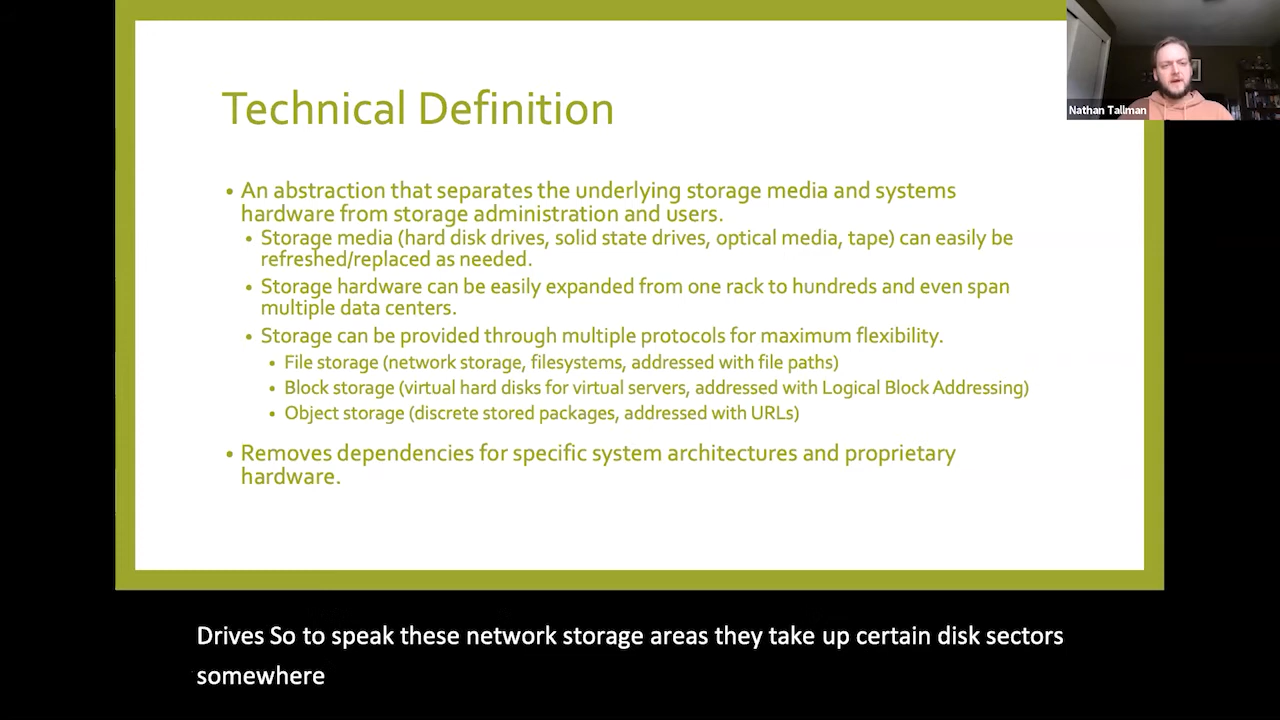 Technical Definition
Nathan Tallman
• An abstraction that separates the underlying storage media and systems
hardware from storage administration and users.
• Storage media (hard disk drives, solid state drives, optical media, tape) can easily be
refreshed/replaced as needed.
• Storage hardware can be easily expanded from one rack to hundreds and even span
multiple data centers.
• Storage can be provided through multiple protocols for maximum flexibility.
• File storage (network storage, filesystems, addressed with file paths)
• Block storage (virtual hard disks for virtual servers, addressed with Logical Block Addressing)
• Object storage (discrete stored packages, addressed with URLs)
• Removes dependencies for specific system architectures and proprietary
hardware.
Drives So to speak these network storage areas they take up certain disk sectors
somewhere